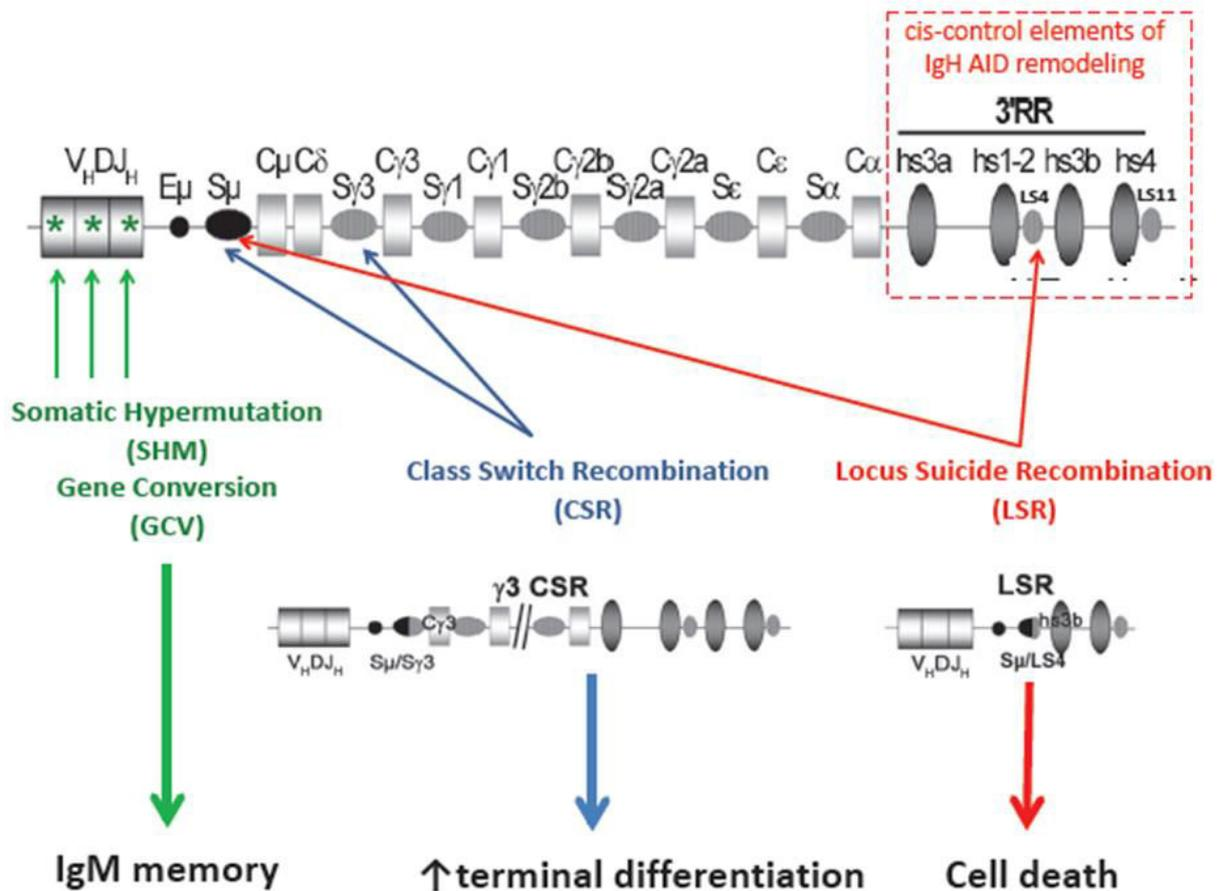 cis-control elements of
IgH AID remodeling
3'RR
VHDJH Eμ Sμ Cμ Cδ Sγ3 Cγ3 Sγ1 Cγ1 Sγ2b Cγ2b Sγ2a Cγ2a Sε Cε Sα Cα hs3a hs1-2 hs3b hs4
LS4 LS11
* * *
Somatic Hypermutation
(SHM)
Gene Conversion
(GCV)
Class Switch Recombination
(CSR)
Locus Suicide Recombination
(LSR)
γ3 CSR
Cγ3
VHDJH Sμ/Sγ3
LSR
hs3b
VHDJH Sμ/LS4
IgM memory
↑terminal differentiation
Cell death